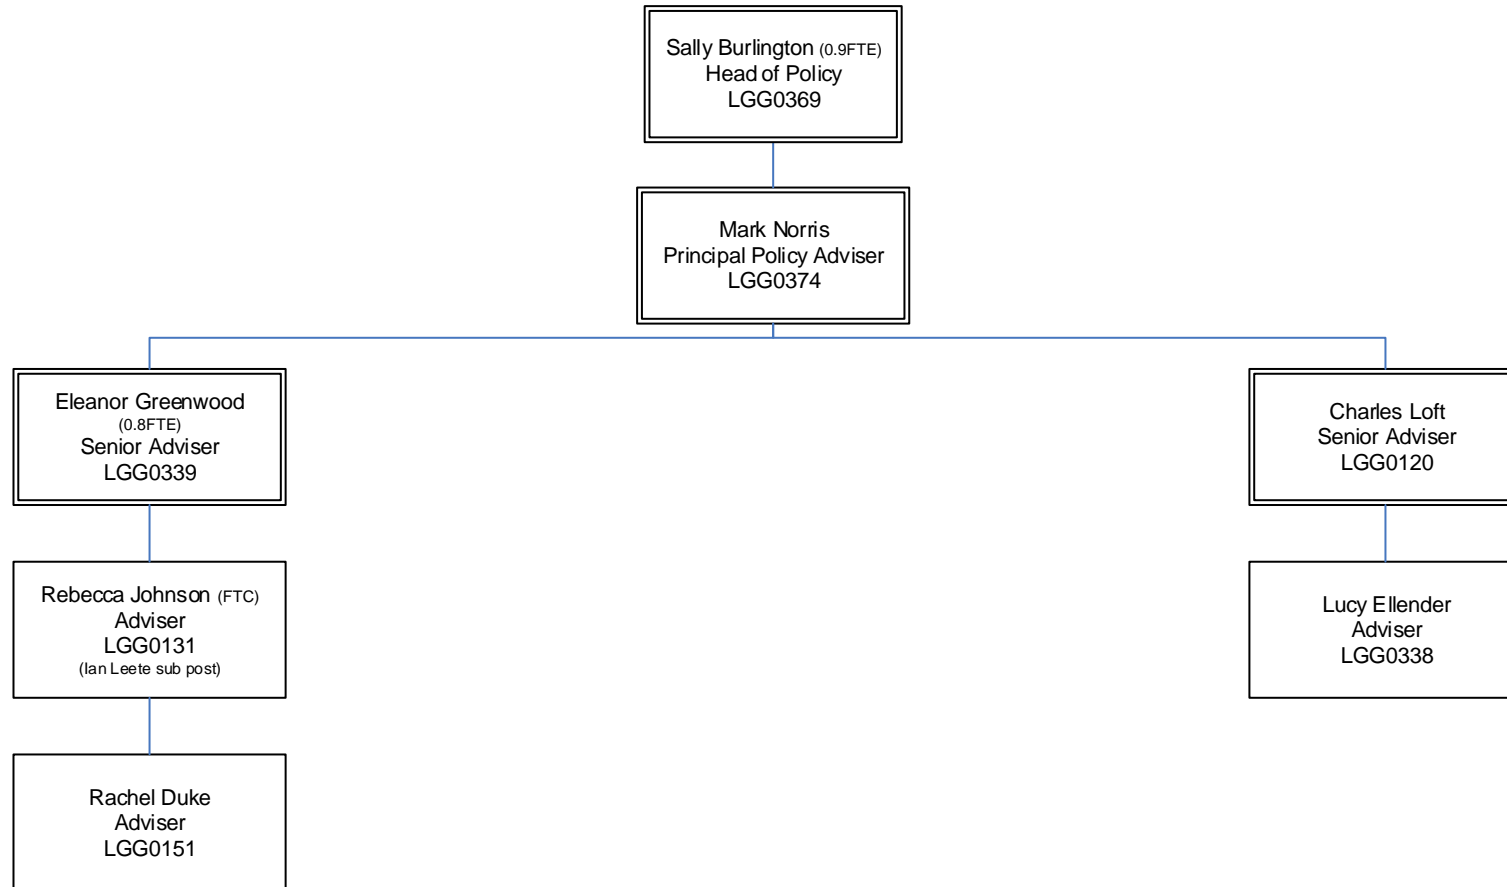 Sally Burlington (0.9FTE)
Head of Policy
LGG0369
Mark Norris
Principal Policy Adviser
LGG0374
Eleanor Greenwood
(0.8FTE)
Senior Adviser
LGG0339
Charles Loft
Senior Adviser
LGG0120
Rebecca Johnson (FTC)
Adviser
LGG0131
(Ian Leete sub post)
Lucy Ellender
Adviser
LGG0338
Rachel Duke
Adviser
LGG0151